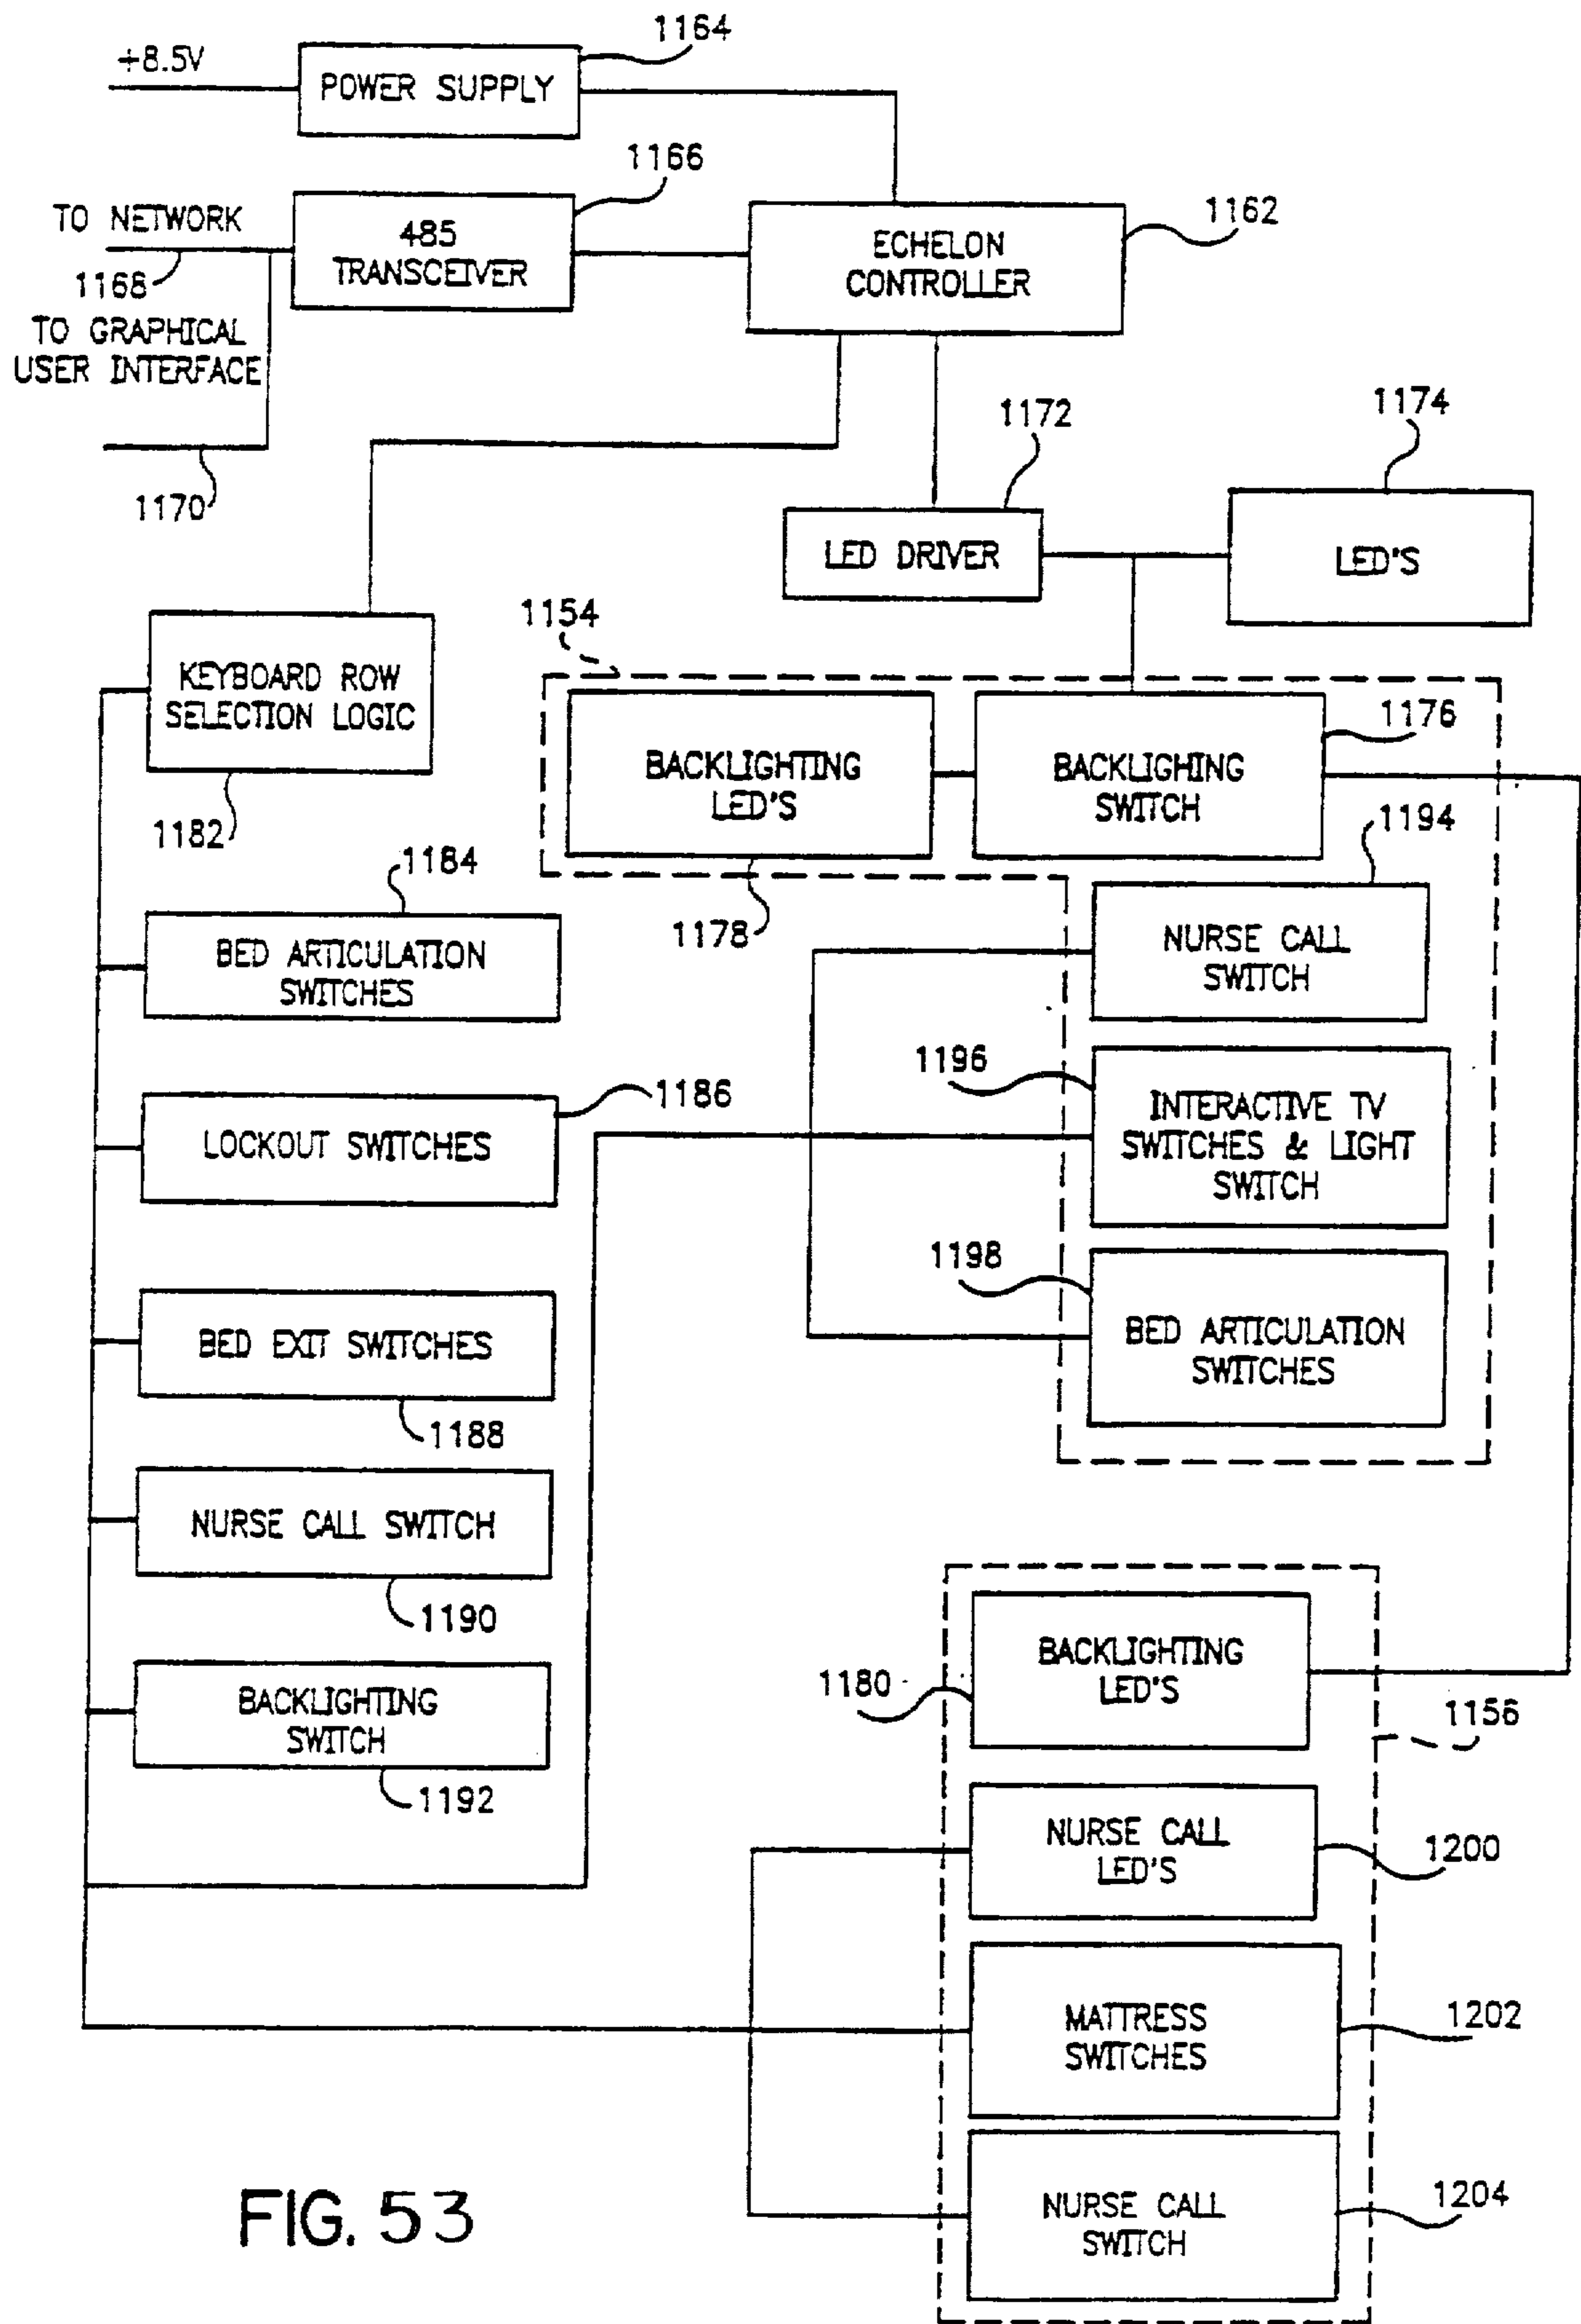 1164
+8.5V
POWER SUPPLY
1166
TO NETWORK
485
TRANSCEIVER
1162
ECHELON
CONTROLLER
1168
TO GRAPHICAL
USER INTERFACE
1170
1172
1174
LED DRIVER
LED'S
1154
KEYBOARD ROW
SELECTION LOGIC
1182
1176
BACKLIGHTING
LED'S
BACKLIGHING
SWITCH
1178
1194
NURSE CALL
SWITCH
1184
BED ARTICULATION
SWITCHES
1196
INTERACTIVE TV
SWITCHES & LIGHT
SWITCH
1186
LOCKOUT SWITCHES
1198
BED ARTICULATION
SWITCHES
BED EXIT SWITCHES
1188
NURSE CALL SWITCH
1190
BACKLIGHTING
SWITCH
1192
BACKLIGHTING
LED'S
1180
1156
NURSE CALL
LED'S
1200
MATTRESS
SWITCHES
1202
NURSE CALL
SWITCH
1204
FIG. 53